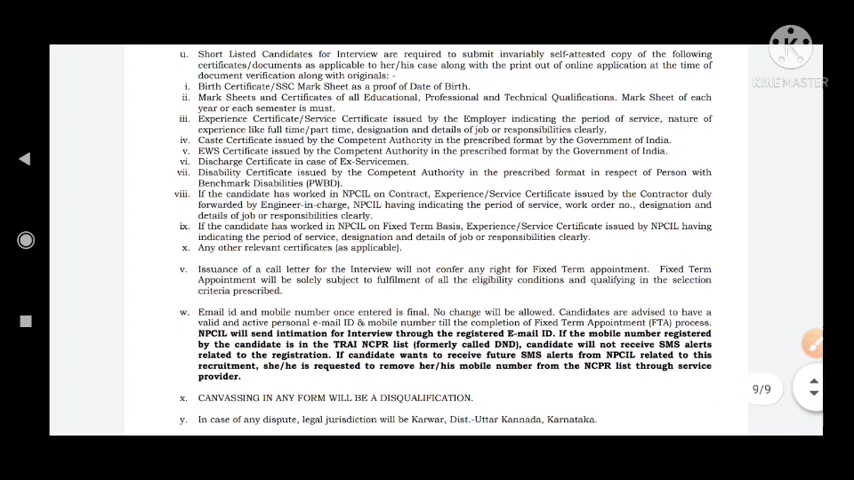 u. Short Listed Candidates for Interview are required to submit invariably self-attested copy of the following
certificates/documents as applicable to her/his case along with the print out of online application at the time of
document verification along with originals: -
i. Birth Certificate/SSC Mark Sheet as a proof of Date of Birth.
ii. Mark Sheets and Certificates of all Educational, Professional and Technical Qualifications. Mark Sheet of each
year or each semester is must.
iii. Experience Certificate/Service Certificate issued by the Employer indicating the period of service, nature of
experience like full time/part time, designation and details of job or responsibilities clearly.
iv. Caste Certificate issued by the Competent Authority in the prescribed format by the Government of India.
v. EWS Certificate issued by the Competent Authority in the prescribed format by the Government of India.
vi. Discharge Certificate in case of Ex-Servicemen.
vii. Disability Certificate issued by the Competent Authority in the prescribed format in respect of Person with
Benchmark Disabilities (PWBD).
viii. If the candidate has worked in NPCIL on Contract, Experience/Service Certificate issued by the Contractor duly
forwarded by Engineer-in-charge, NPCIL having indicating the period of service, work order no., designation and
details of job or responsibilities clearly.
ix. If the candidate has worked in NPCIL on Fixed Term Basis, Experience/Service Certificate issued by NPCIL having
indicating the period of service, designation and details of job or responsibilities clearly.
x. Any other relevant certificates (as applicable).
v. Issuance of a call letter for the Interview will not confer any right for Fixed Term appointment. Fixed Term
Appointment will be solely subject to fulfilment of all the eligibility conditions and qualifying in the selection
criteria prescribed.
w. Email id and mobile number once entered is final. No change will be allowed. Candidates are advised to have a
valid and active personal e-mail ID & mobile number till the completion of Fixed Term Appointment (FTA) process.
NPCIL will send intimation for Interview through the registered E-mail ID. If the mobile number registered
by the candidate is in the TRAI NCPR list (formerly called DND), candidate will not receive SMS alerts
related to the registration. If candidate wants to receive future SMS alerts from NPCIL related to this
recruitment, she/he is requested to remove her/his mobile number from the NCPR list through service
provider.
x. CANVASSING IN ANY FORM WILL BE A DISQUALIFICATION.
y. In case of any dispute, legal jurisdiction will be Karwar, Dist.-Uttar Kannada, Karnataka.
KINEMASTER
9/9